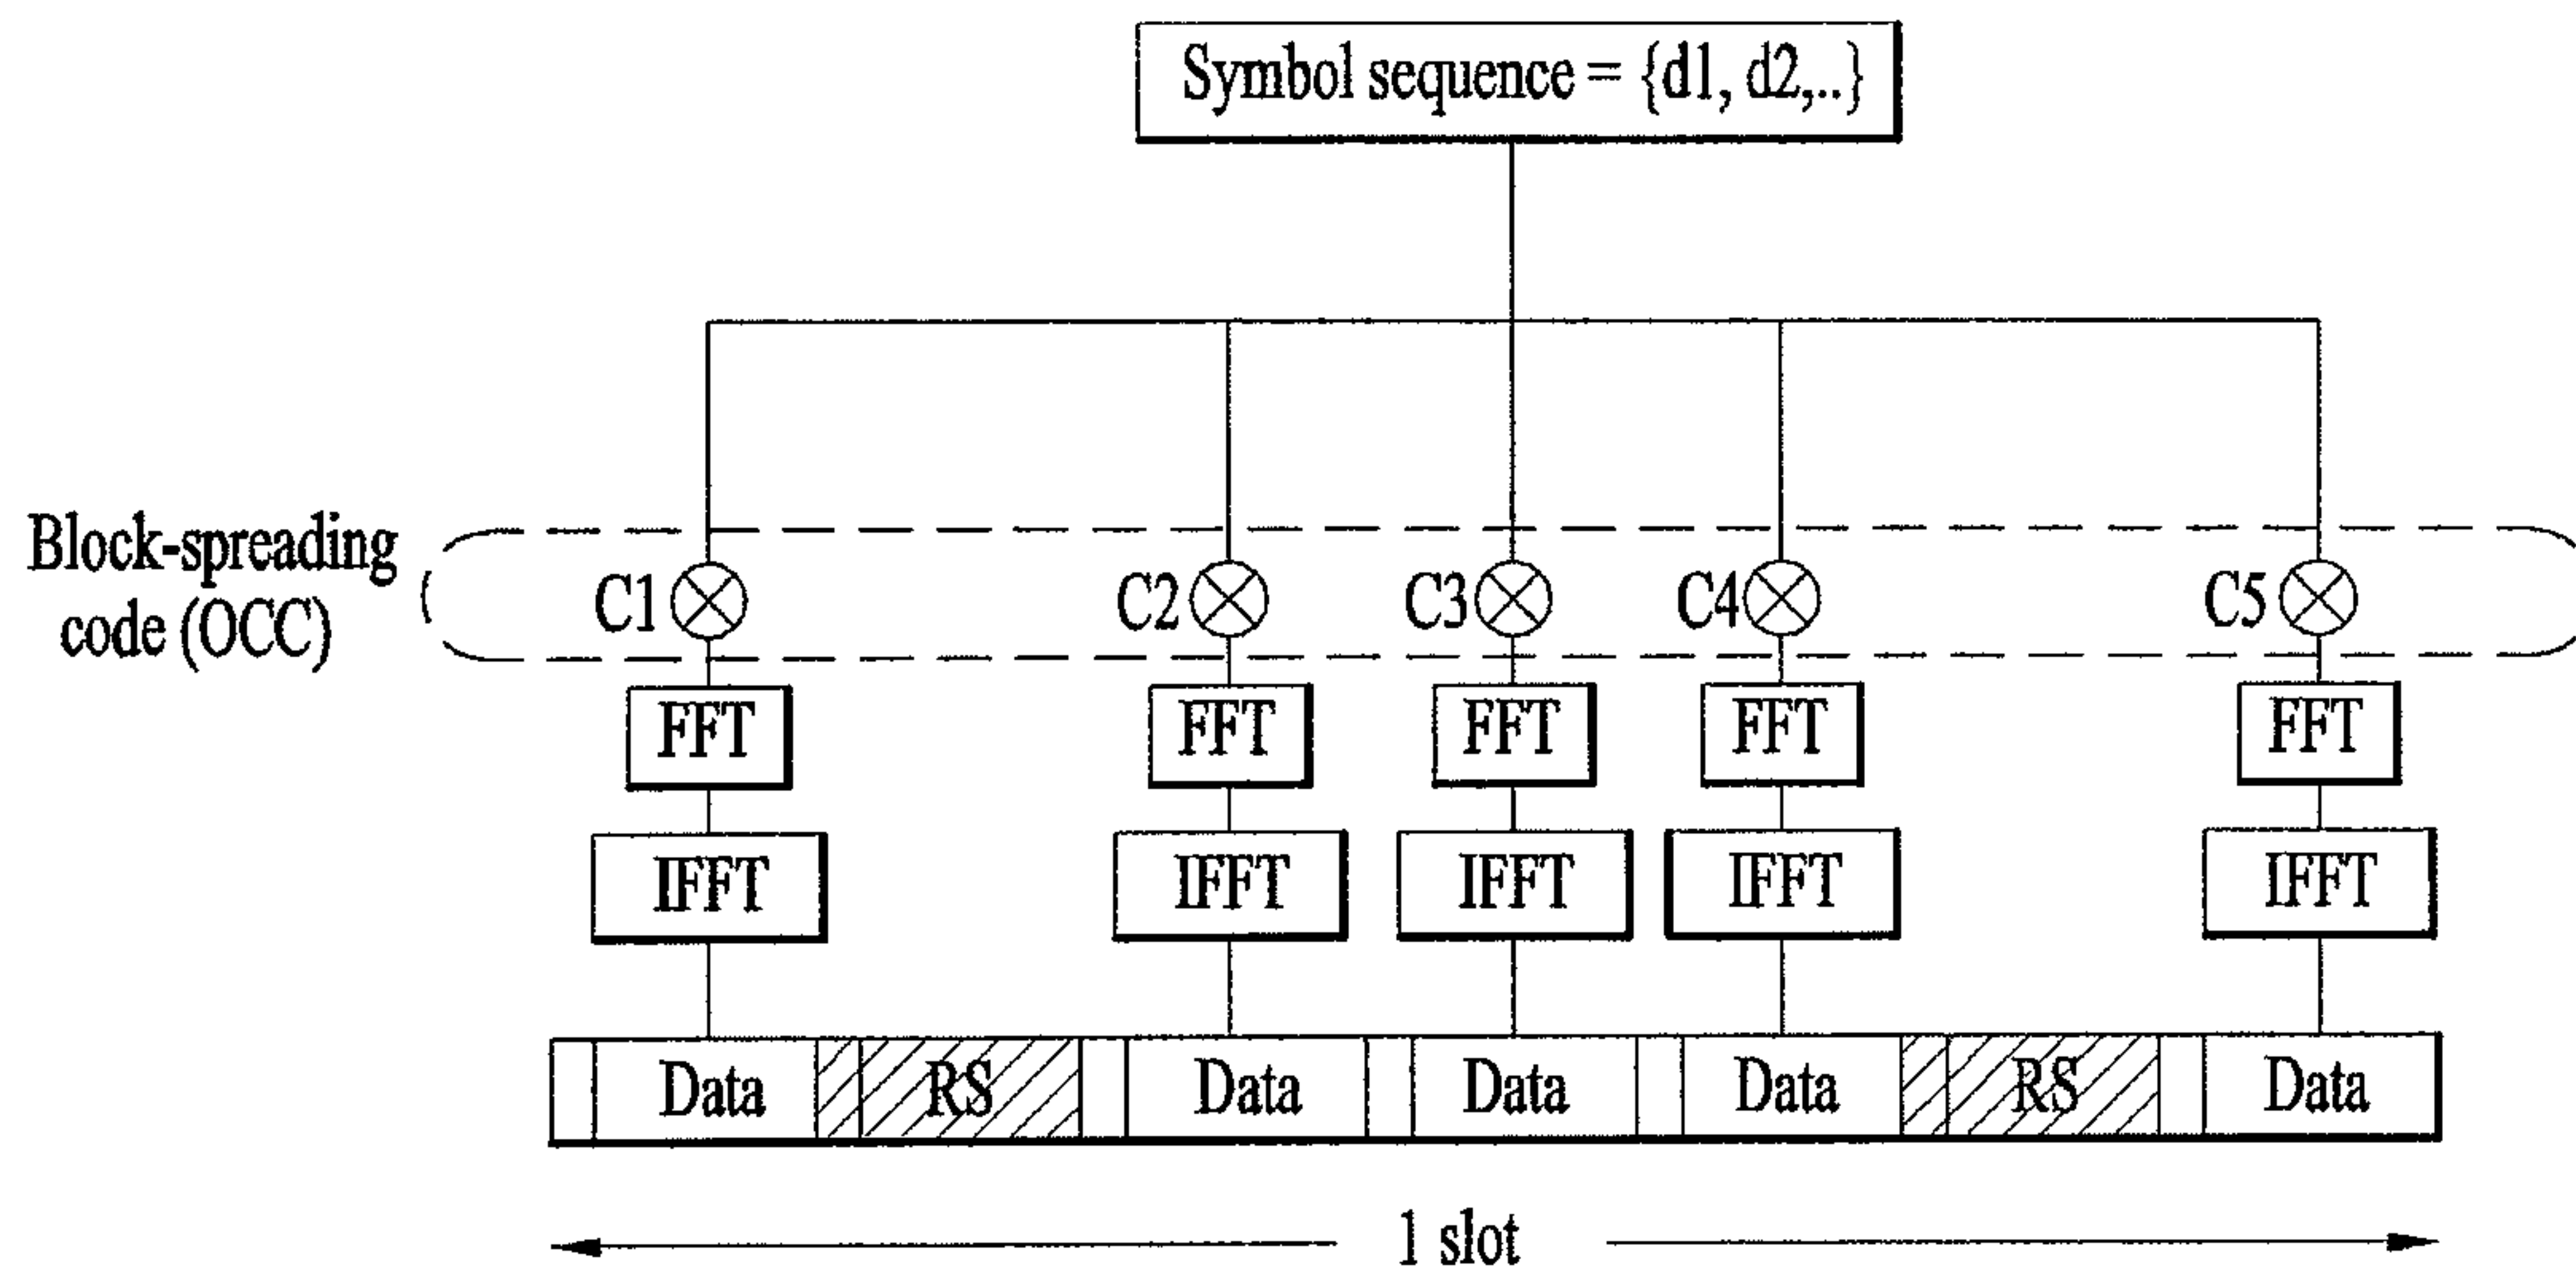 Symbol sequence = {d1, d2,..}
Block-spreading
code (OCC)
C1 C2 C3 C4 C5
FFT FFT FFT FFT FFT
IFFT IFFT IFFT IFFT IFFT
Data RS Data Data Data RS Data
1 slot